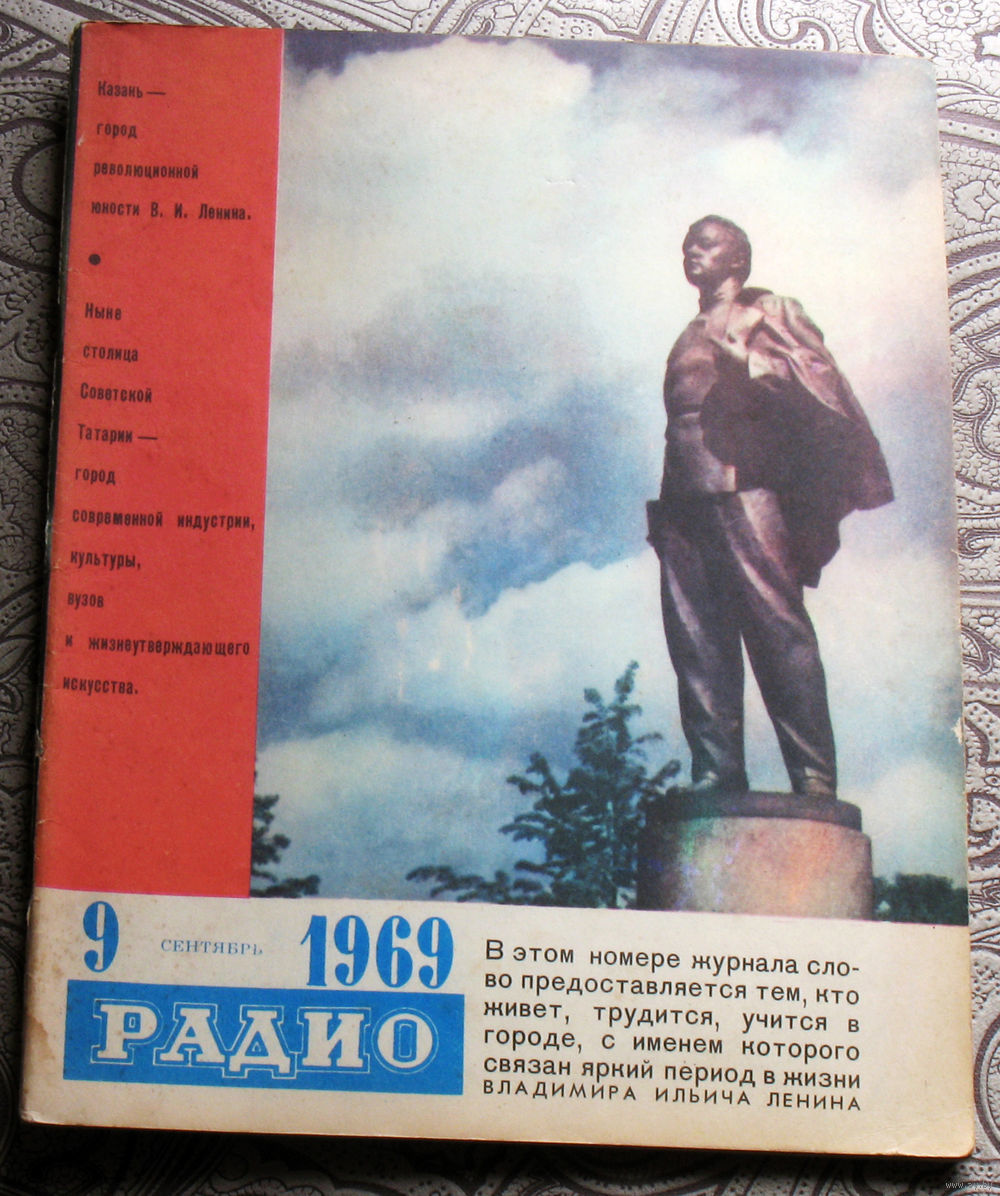 Казань —
город
революционной
юности В. И. Ленина.
●
Ныне
столица
Советской
Татарии —
город
современной индустрии,
культуры,
вузов
и жизнеутверждающего
искусства.
9 СЕНТЯБРЬ 1969
РАДИО
В этом номере журнала сло-
во предоставляется тем, кто
живет, трудится, учится в
городе, с именем которого
связан яркий период в жизни
ВЛАДИМИРА ИЛЬИЧА ЛЕНИНА